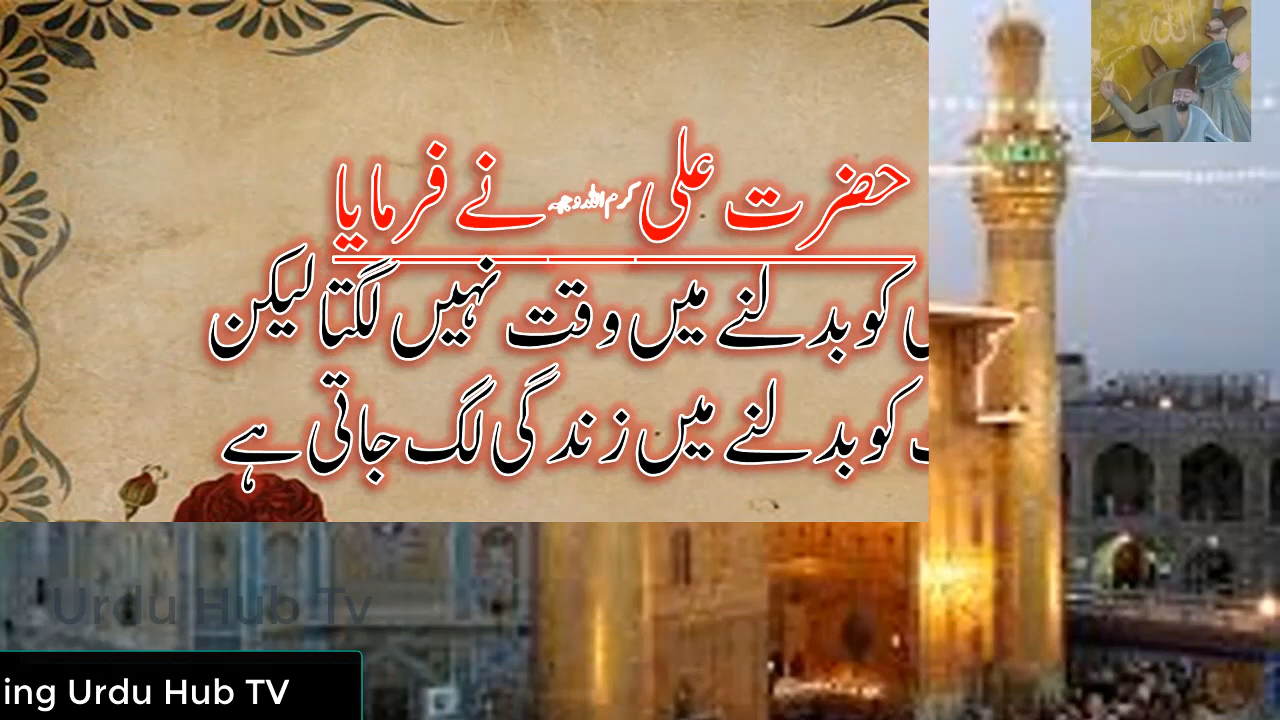 حضرت علی کرم اللہ وجہہ نے فرمایا
کو بدلنے میں وقت نہیں لگتا لیکن
کو بدلنے میں زندگی لگ جاتی ہے
الله
Urdu Hub Tv
ing Urdu Hub TV